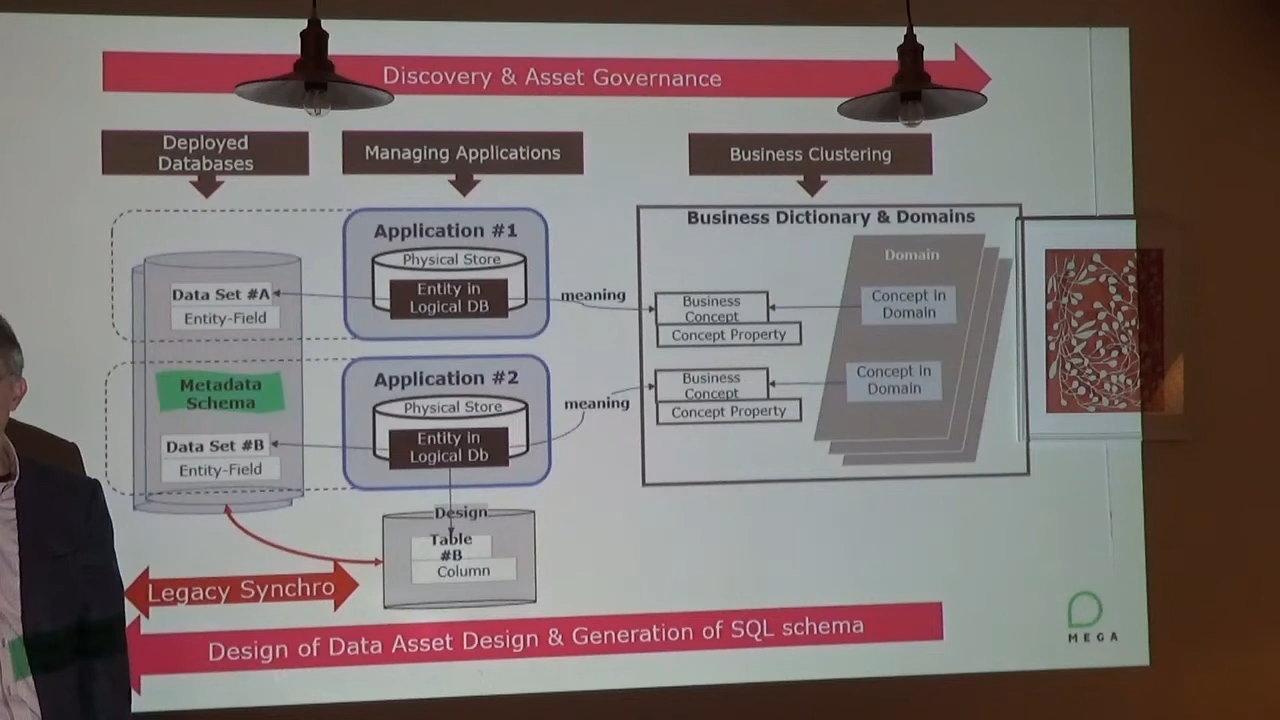 Discovery & Asset Governance
Deployed
Databases
Managing Applications
Business Clustering
Application #1
Physical Store
Entity in
Logical DB
Data Set #A
Entity-Field
Metadata
Schema
Application #2
Physical Store
Entity in
Logical Db
Data Set #B
Entity-Field
meaning
meaning
Business Dictionary & Domains
Domain
Business
Concept
Concept Property
Concept in
Domain
Business
Concept
Concept Property
Concept in
Domain
Design
Table
#B
Column
Legacy Synchro
Design of Data Asset Design & Generation of SQL schema
MEGA